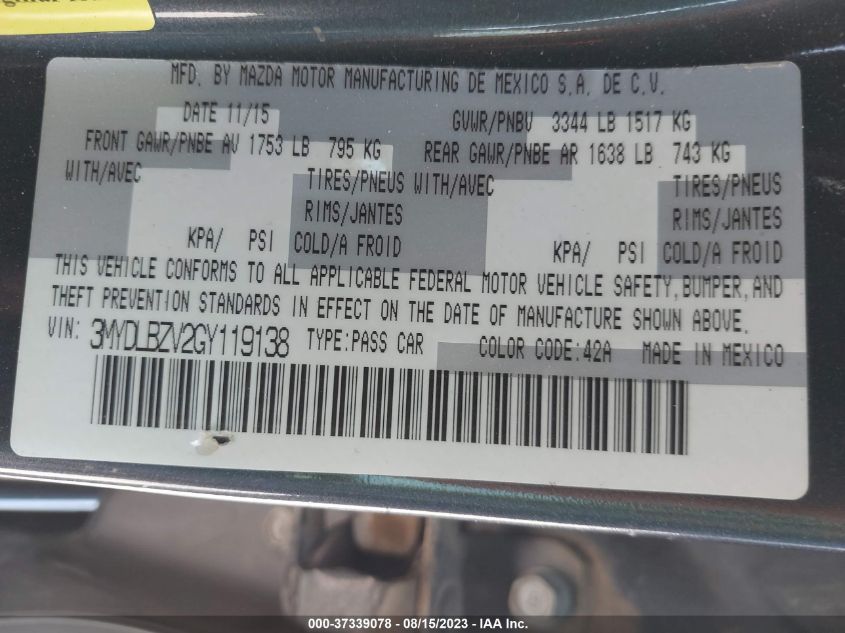 MFD. BY MAZDA MOTOR MANUFACTURING DE MEXICO S.A. DE C.V.
DATE 11/15 GVWR/PNBV 3344 LB 1517 KG
FRONT GAWR/PNBE AV 1753 LB 795 KG REAR GAWR/PNBE AR 1638 LB 743 KG
WITH/AVEC TIRES/PNEUS WITH/AVEC TIRES/PNEUS
RIMS/JANTES RIMS/JANTES
KPA/ PSI COLD/A FROID KPA/ PSI COLD/A FROID
THIS VEHICLE CONFORMS TO ALL APPLICABLE FEDERAL MOTOR VEHICLE SAFETY, BUMPER, AND
THEFT PREVENTION STANDARDS IN EFFECT ON THE DATE OF MANUFACTURE SHOWN ABOVE.
VIN: 3MYDLBZV2GY119138 TYPE:PASS CAR COLOR CODE:42A MADE IN MEXICO
000-37339078 - 08/15/2023 - IAA Inc.